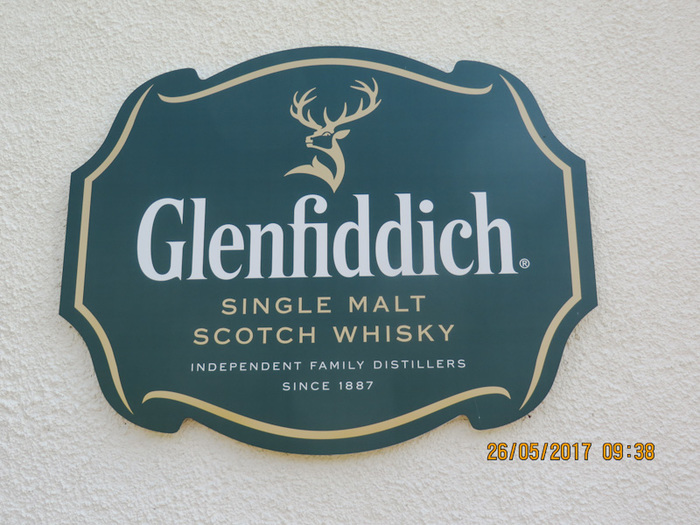 Glenfiddich®
SINGLE MALT
SCOTCH WHISKY
INDEPENDENT FAMILY DISTILLERS
SINCE 1887
26/05/2017 09:38